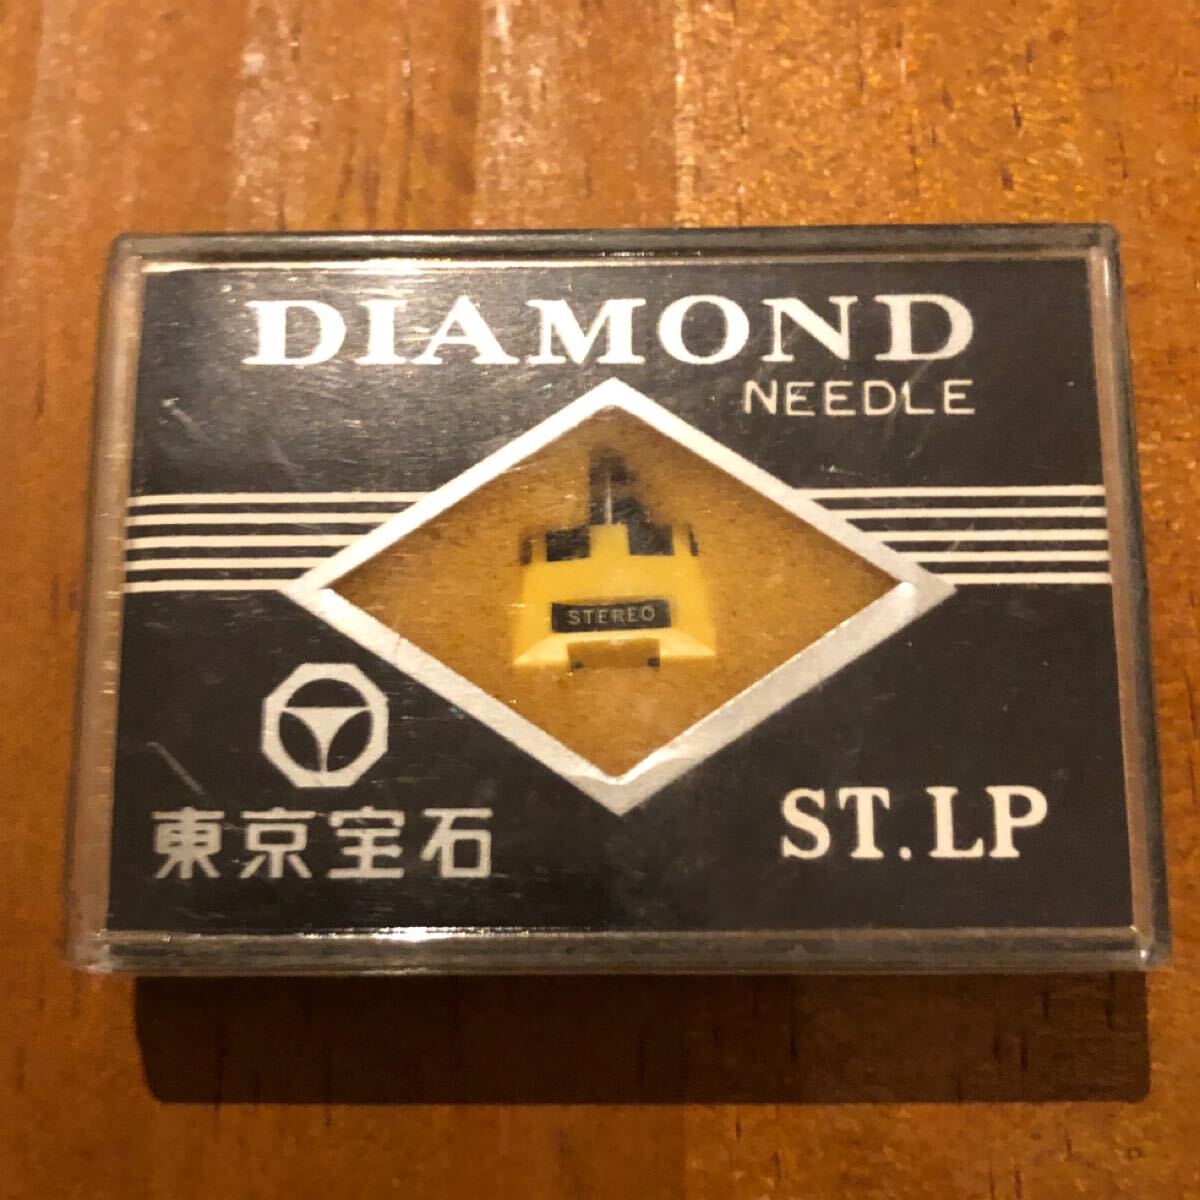 DIAMOND
NEEDLE
STEREO
東京宝石
ST. LP